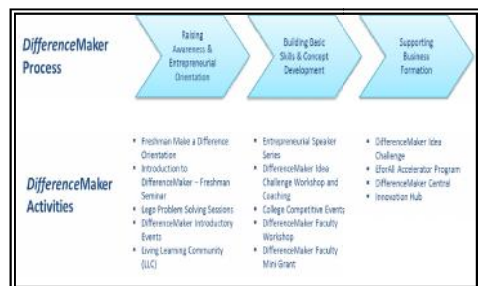 DifferenceMaker
Process
Raising
Awareness &
Entrepreneurial
Orientation
Building Basic
Skills & Concept
Development
Supporting
Business
Formation
DifferenceMaker
Activities
• Freshman Make a Difference
Orientation
• Introduction to
DifferenceMaker – Freshman
Seminar
• Lego Problem Solving Sessions
• DifferenceMaker Introductory
Events
• Living Learning Community
(LLC)
• Entrepreneurial Speaker
Series
• DifferenceMaker Idea
Challenge Workshop and
Coaching
• College Competitive Events
• DifferenceMaker Faculty
Workshop
• DifferenceMaker Faculty
Mini Grant
• DifferenceMaker Idea
Challenge
• EforAll Accelerator Program
• DifferenceMaker Central
• Innovation Hub